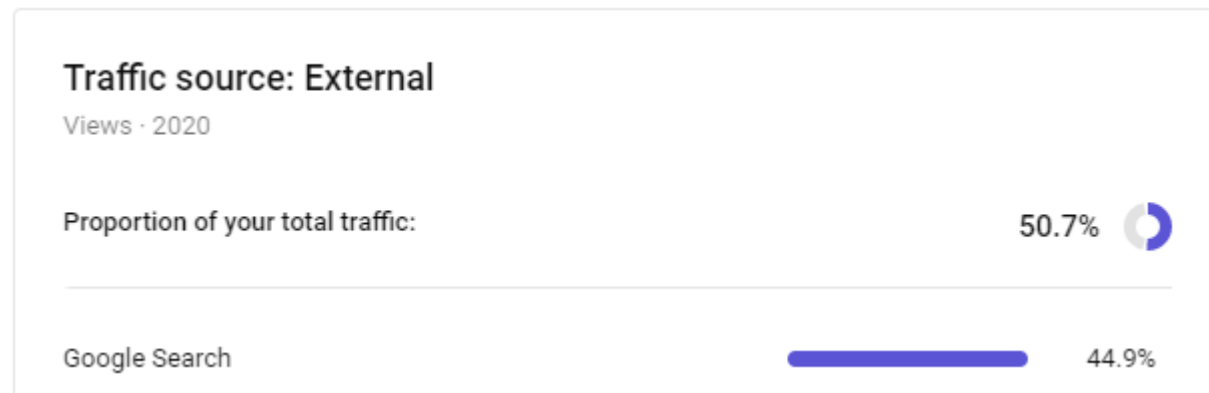 Traffic source: External
Views · 2020
Proportion of your total traffic: 50.7%
Google Search 44.9%